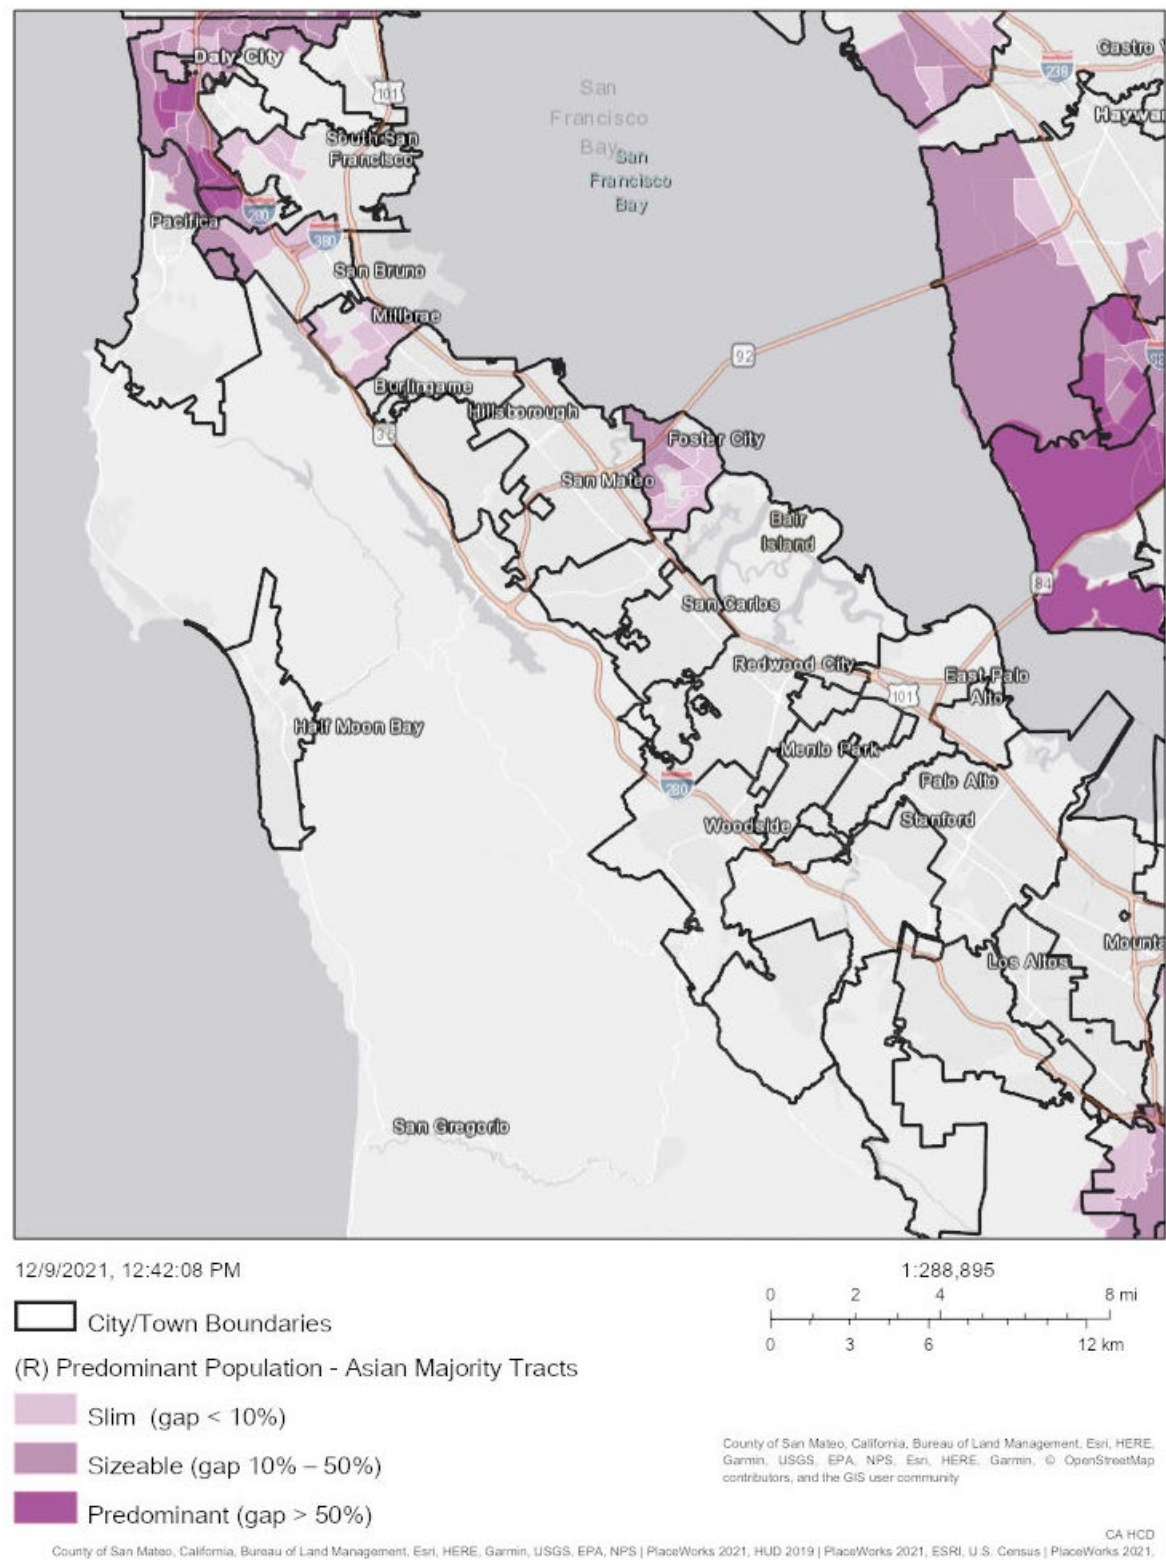 Daly City
101
238
Castro V
Haywar
South San
Francisco
San
Francisco
Bay
San
Francisco
Bay
Pacifica
280
380
San Bruno
Millbrae
92
Burlingame
Hillsborough
35
Foster City
San Mateo
Bair
Island
84
San Carlos
Redwood City
East Palo
Alto
101
Half Moon Bay
Menlo Park
Palo Alto
280
Woodside
Stanford
Mounta
Los Altos
San Gregorio
12/9/2021, 12:42:08 PM
1:288,895
0 2 4 8 mi
0 3 6 12 km
City/Town Boundaries
(R) Predominant Population - Asian Majority Tracts
Slim (gap < 10%)
Sizeable (gap 10% – 50%)
Predominant (gap > 50%)
County of San Mateo, California, Bureau of Land Management, Esri, HERE,
Garmin, USGS, EPA, NPS, Esri, HERE, Garmin, © OpenStreetMap
contributors, and the GIS user community
CA HCD
County of San Mateo, California, Bureau of Land Management, Esri, HERE, Garmin, USGS, EPA, NPS | PlaceWorks 2021, HUD 2019 | PlaceWorks 2021, ESRI, U.S. Census | PlaceWorks 2021,